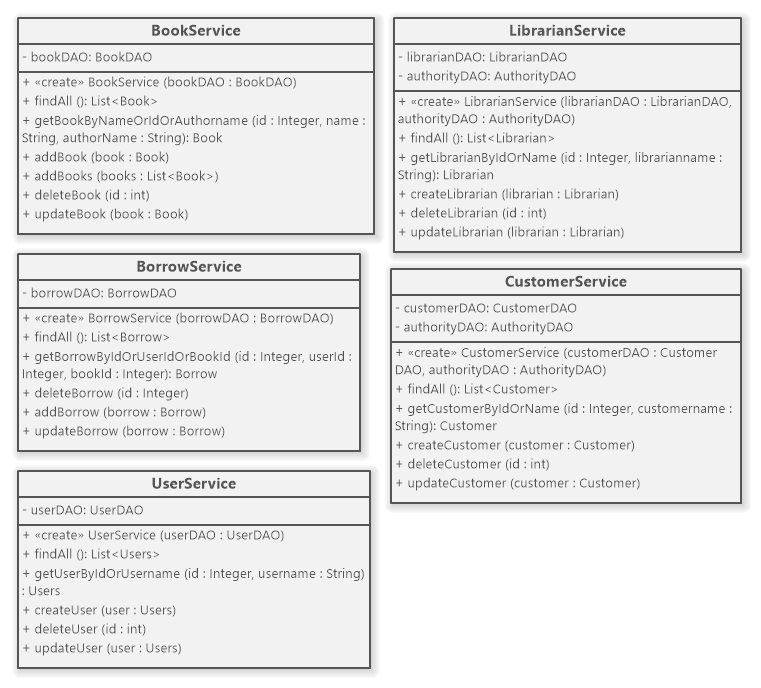 BookService
- bookDAO: BookDAO
+ «create» BookService (bookDAO : BookDAO)
+ findAll (): List<Book>
+ getBookByNameOrIdOrAuthorname (id : Integer, name :
String, authorName : String): Book
+ addBook (book : Book)
+ addBooks (books : List<Book>)
+ deleteBook (id : int)
+ updateBook (book : Book)
LibrarianService
- librarianDAO: LibrarianDAO
- authorityDAO: AuthorityDAO
+ «create» LibrarianService (librarianDAO : LibrarianDAO,
authorityDAO : AuthorityDAO)
+ findAll (): List<Librarian>
+ getLibrarianByIdOrName (id : Integer, librarianname :
String): Librarian
+ createLibrarian (librarian : Librarian)
+ deleteLibrarian (id : int)
+ updateLibrarian (librarian : Librarian)
BorrowService
- borrowDAO: BorrowDAO
+ «create» BorrowService (borrowDAO : BorrowDAO)
+ findAll (): List<Borrow>
+ getBorrowByIdOrUserIdOrBookId (id : Integer, userId :
Integer, bookId : Integer): Borrow
+ deleteBorrow (id : Integer)
+ addBorrow (borrow : Borrow)
+ updateBorrow (borrow : Borrow)
CustomerService
- customerDAO: CustomerDAO
- authorityDAO: AuthorityDAO
+ «create» CustomerService (customerDAO : Customer
DAO, authorityDAO : AuthorityDAO)
+ findAll (): List<Customer>
+ getCustomerByIdOrName (id : Integer, customername :
String): Customer
+ createCustomer (customer : Customer)
+ deleteCustomer (id : int)
+ updateCustomer (customer : Customer)
UserService
- userDAO: UserDAO
+ «create» UserService (userDAO : UserDAO)
+ findAll (): List<Users>
+ getUserByIdOrUsername (id : Integer, username : String)
: Users
+ createUser (user : Users)
+ deleteUser (id : int)
+ updateUser (user : Users)